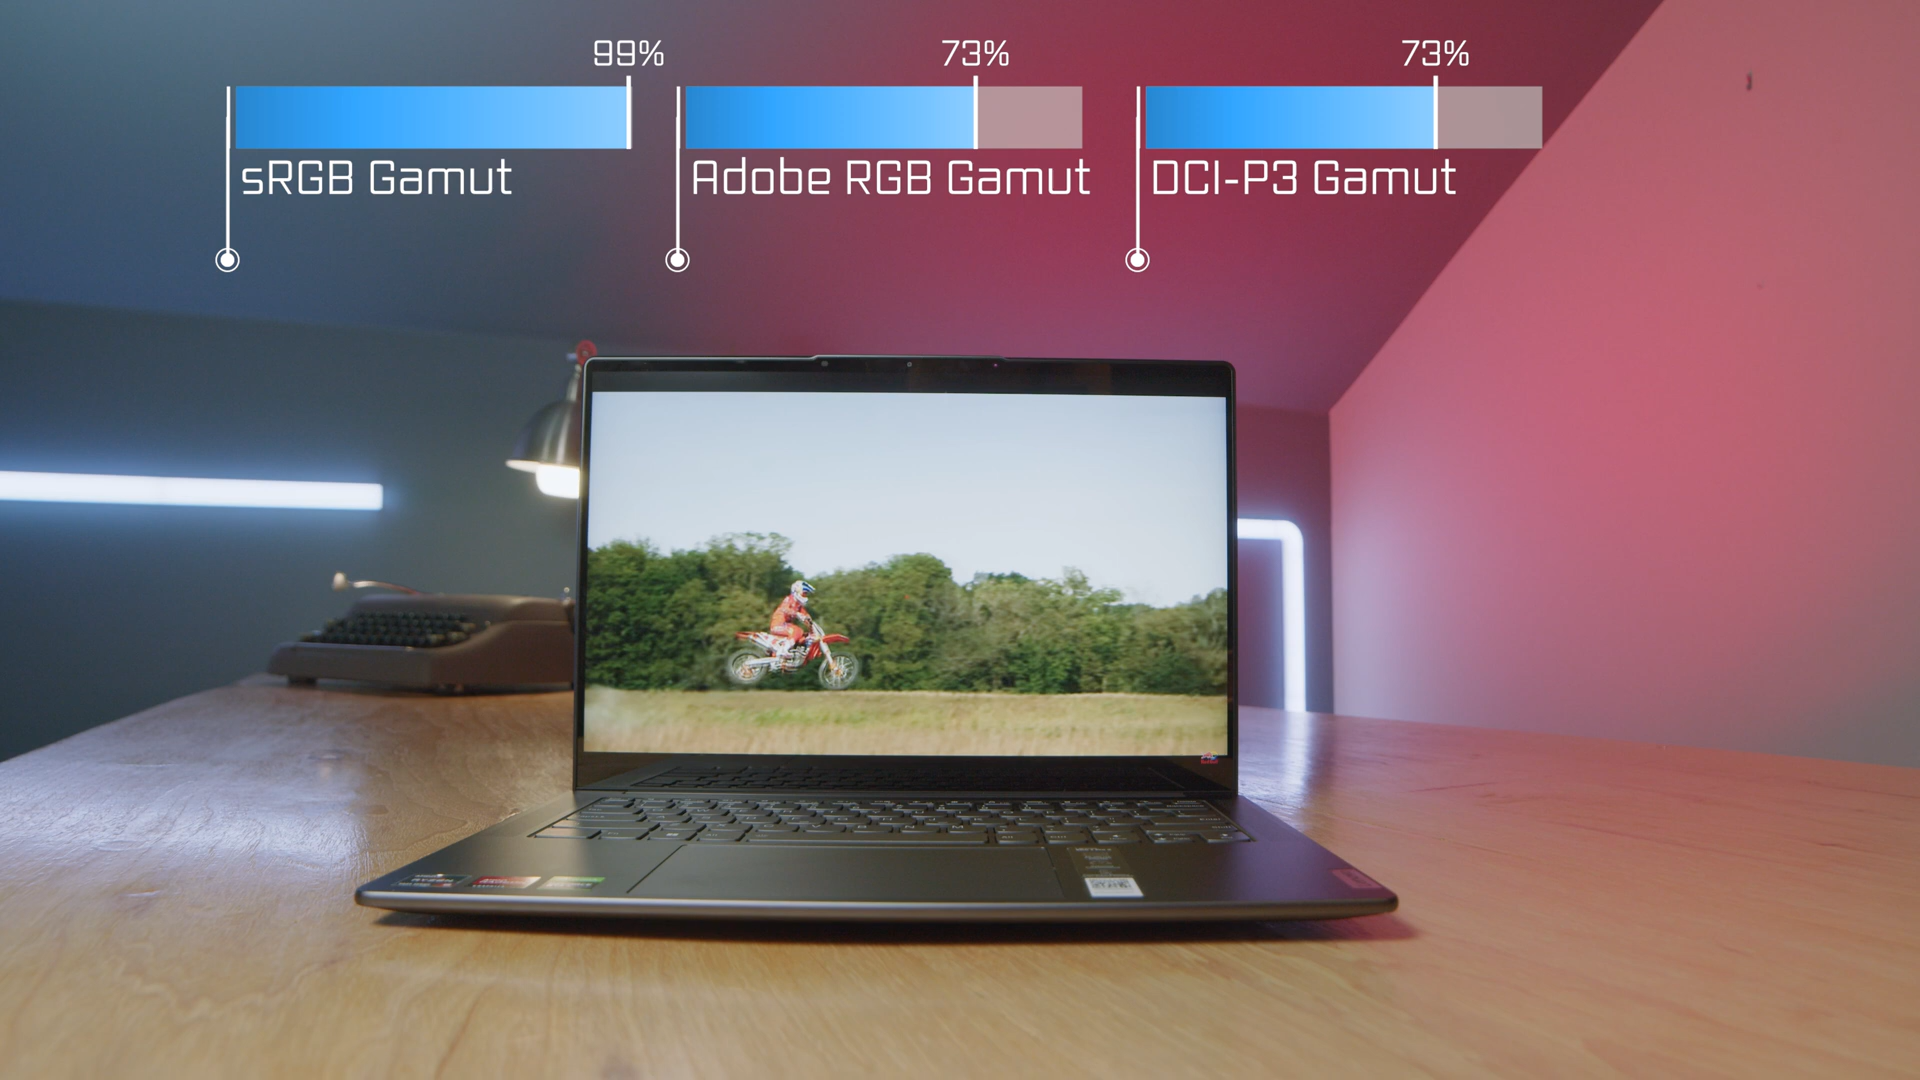 99%
73%
73%
sRGB Gamut
Adobe RGB Gamut
DCI-P3 Gamut